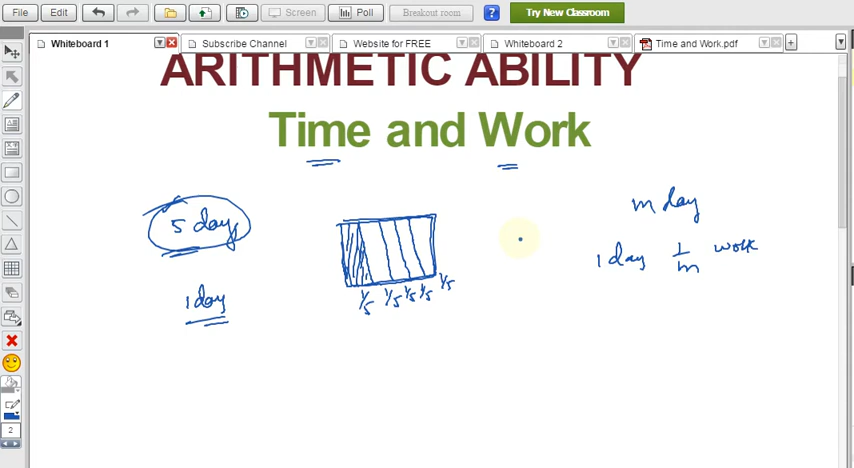 File Edit Screen Poll Breakout room Try New Classroom
Whiteboard 1 Subscribe Channel Website for FREE Whiteboard 2 Time and Work.pdf
ARITHMETIC ABILITY
Time and Work
5 day
m day
1 day 1/m work
1 day
1/5 1/5 1/5 1/5 1/5
2